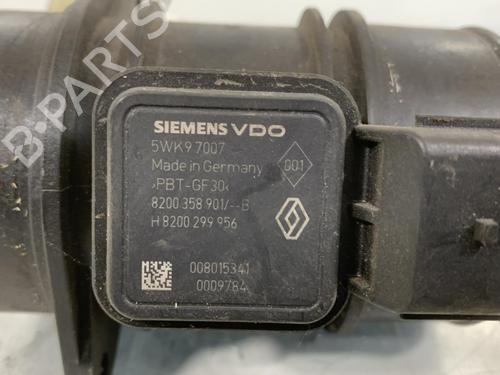 SIEMENS VDO
5WK9 7007
Made in Germany
001
>PBT-GF30<
8200 358 901/--B
H 8200 299 956
008015341
0009784
B-Parts